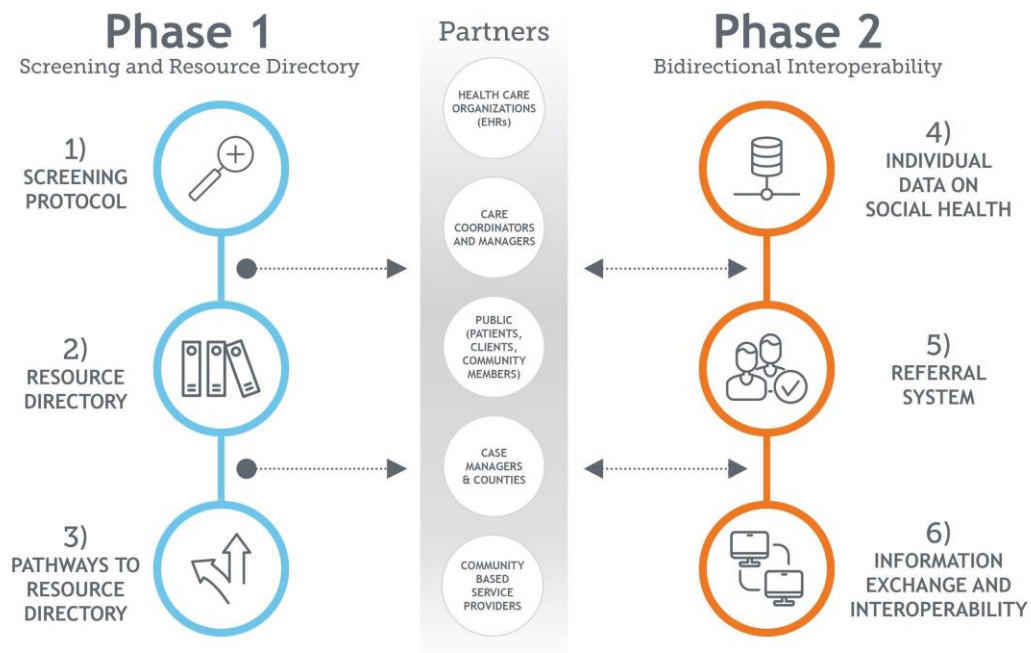 Phase 1
Screening and Resource Directory
1)
SCREENING
PROTOCOL
2)
RESOURCE
DIRECTORY
3)
PATHWAYS TO
RESOURCE
DIRECTORY
Partners
HEALTH CARE
ORGANIZATIONS
(EHRs)
CARE
COORDINATORS
AND MANAGERS
PUBLIC
(PATIENTS,
CLIENTS,
COMMUNITY
MEMBERS)
CASE
MANAGERS
& COUNTIES
COMMUNITY
BASED
SERVICE
PROVIDERS
Phase 2
Bidirectional Interoperability
4)
INDIVIDUAL
DATA ON
SOCIAL HEALTH
5)
REFERRAL
SYSTEM
6)
INFORMATION
EXCHANGE AND
INTEROPERABILITY